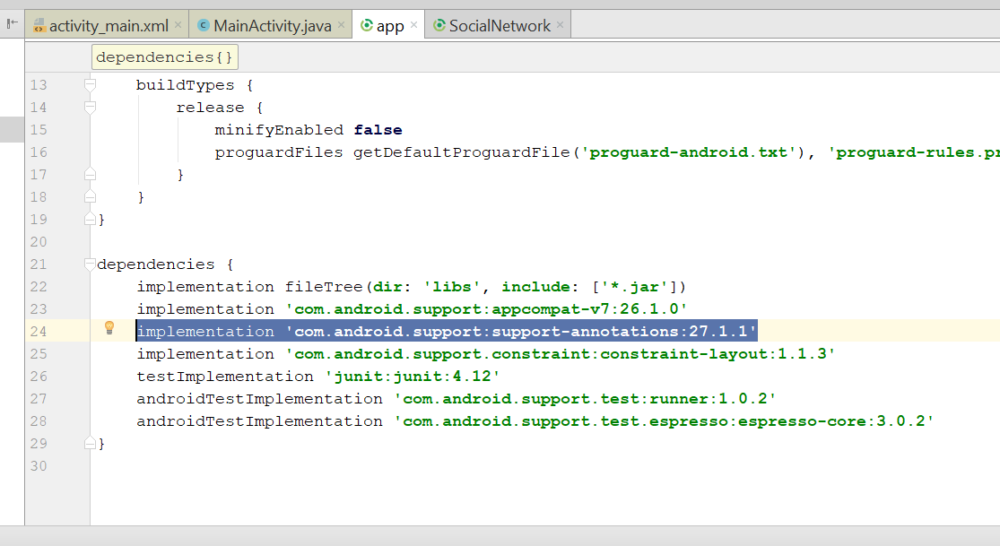 activity_main.xml MainActivity.java app SocialNetwork
dependencies{}
13 buildTypes {
14 release {
15 minifyEnabled false
16 proguardFiles getDefaultProguardFile('proguard-android.txt'), 'proguard-rules.pr
17 }
18 }
19 }
20
21 dependencies {
22 implementation fileTree(dir: 'libs', include: ['*.jar'])
23 implementation 'com.android.support:appcompat-v7:26.1.0'
24 implementation 'com.android.support:support-annotations:27.1.1'
25 implementation 'com.android.support.constraint:constraint-layout:1.1.3'
26 testImplementation 'junit:junit:4.12'
27 androidTestImplementation 'com.android.support.test:runner:1.0.2'
28 androidTestImplementation 'com.android.support.test.espresso:espresso-core:3.0.2'
29 }
30